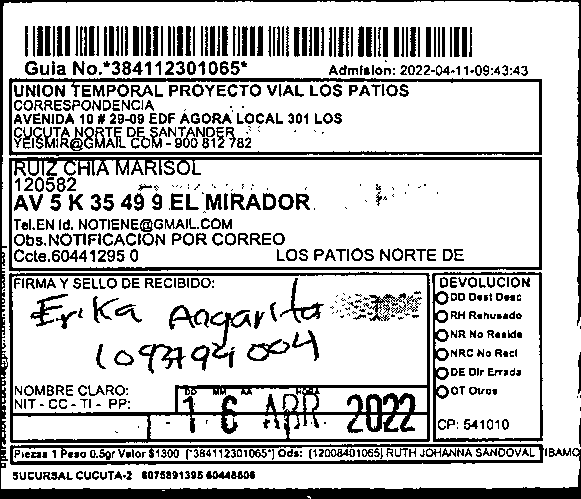 Guia No.*384112301065*
Admision: 2022-04-11-09:43:43
UNION TEMPORAL PROYECTO VIAL LOS PATIOS
CORRESPONDENCIA
AVENIDA 10 # 29-09 EDF AGORA LOCAL 301 LOS
CUCUTA NORTE DE SANTANDER
YEISMIR@GMAIL COM - 900 812 782
RUIZ CHIA MARISOL
120582
AV 5 K 35 49 9 EL MIRADOR
Tel.EN Id. NOTIENE@GMAIL.COM
Obs.NOTIFICACION POR CORREO
Ccte.60441295 0 LOS PATIOS NORTE DE
FIRMA Y SELLO DE RECIBIDO:
Erika Angarita
1093794004
NOMBRE CLARO:
NIT - CC - TI - PP:
DD MM AA HORA
16 ABR. 2022
DEVOLUCION
DD Dest Desc
RH Rehusado
NR No Reside
NRC No Recl
DE Dir Errada
OT Otros
CP: 541010
Piezas 1 Peso 0.5gr Valor $1300 (*384112301065*) Ods: (12008401065) RUTH JOHANNA SANDOVAL TIBAMO
SUCURSAL CUCUTA-2 6075891395 60448606